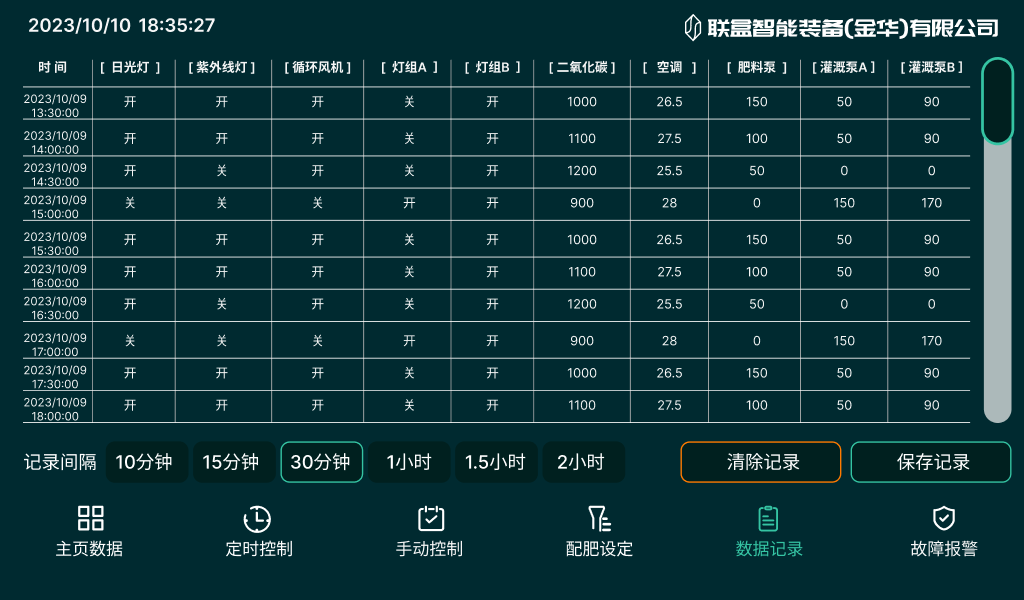 2023/10/10 18:35:27
联盒智能装备(金华)有限公司
时间 [ 日光灯 ] [ 紫外线灯 ] [ 循环风机 ] [ 灯组A ] [ 灯组B ] [ 二氧化碳 ] [ 空调 ] [ 肥料泵 ] [ 灌溉泵A ] [ 灌溉泵B ]
2023/10/09 13:30:00 开 开 开 关 开 1000 26.5 150 50 90
2023/10/09 14:00:00 开 开 开 关 开 1100 27.5 100 50 90
2023/10/09 14:30:00 开 关 开 关 开 1200 25.5 50 0 0
2023/10/09 15:00:00 关 关 关 开 开 900 28 0 150 170
2023/10/09 15:30:00 开 开 开 关 开 1000 26.5 150 50 90
2023/10/09 16:00:00 开 开 开 关 开 1100 27.5 100 50 90
2023/10/09 16:30:00 开 关 开 关 开 1200 25.5 50 0 0
2023/10/09 17:00:00 关 关 关 开 开 900 28 0 150 170
2023/10/09 17:30:00 开 开 开 关 开 1000 26.5 150 50 90
2023/10/09 18:00:00 开 开 开 关 开 1100 27.5 100 50 90
记录间隔 10分钟 15分钟 30分钟 1小时 1.5小时 2小时 清除记录 保存记录
主页数据 定时控制 手动控制 配肥设定 数据记录 故障报警